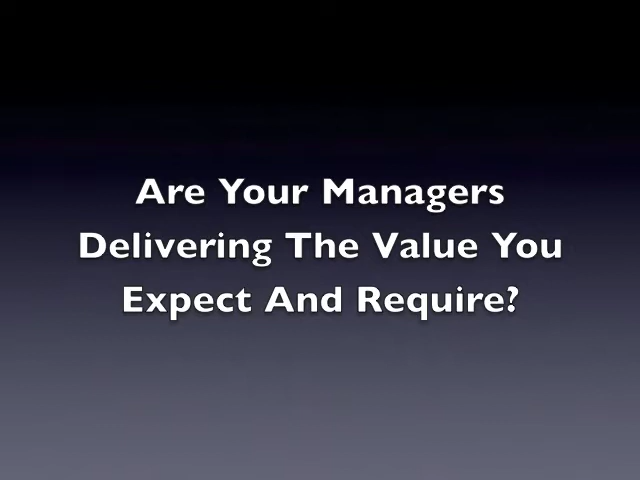 Are Your Managers
Delivering The Value You
Expect And Require?